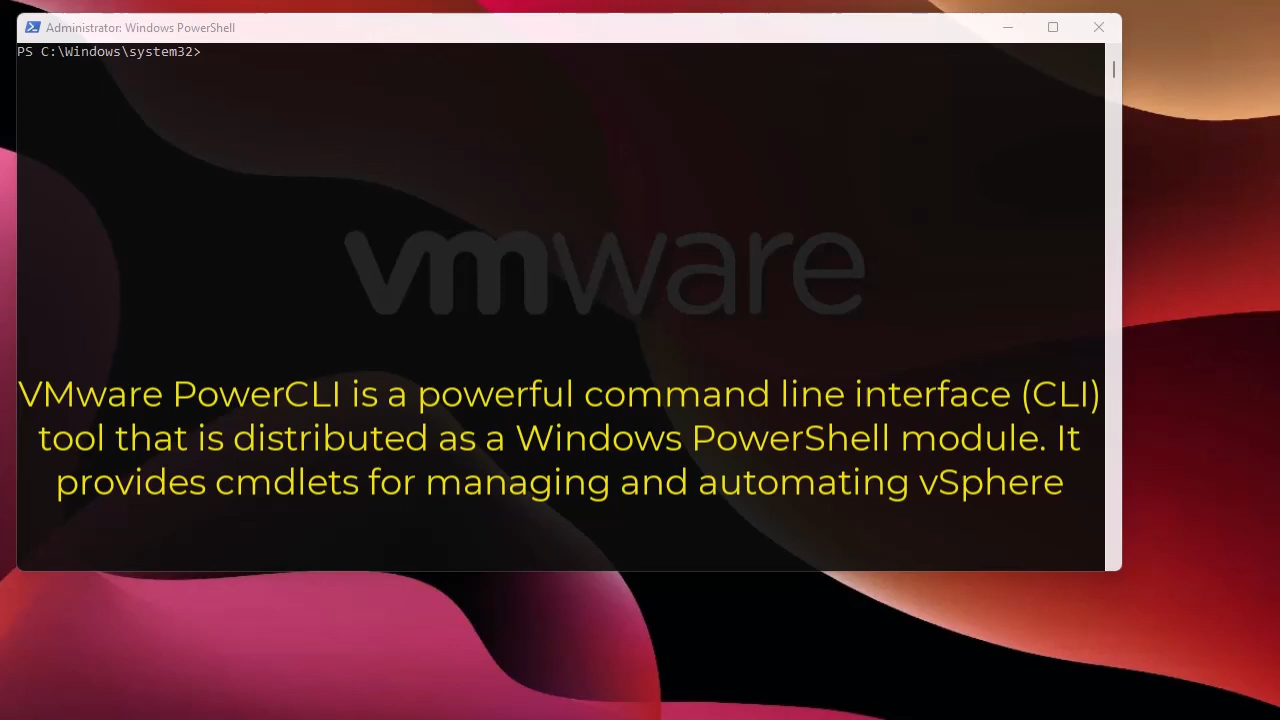 Administrator: Windows PowerShell
PS C:\Windows\system32>
vmware
VMware PowerCLI is a powerful command line interface (CLI)
tool that is distributed as a Windows PowerShell module. It
provides cmdlets for managing and automating vSphere